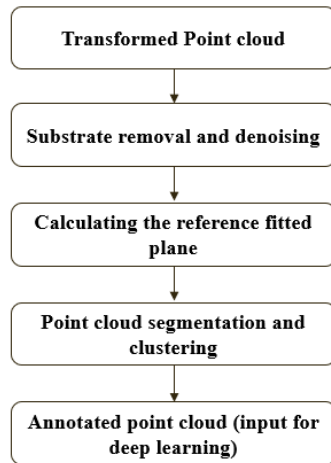 Transformed Point cloud
Substrate removal and denoising
Calculating the reference fitted
plane
Point cloud segmentation and
clustering
Annotated point cloud (input for
deep learning)